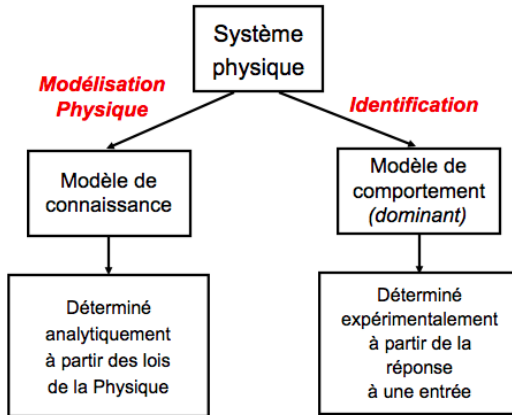 Système
physique
Modélisation
Physique
Identification
Modèle de
connaissance
Modèle de
comportement
(dominant)
Déterminé
analytiquement
à partir des lois
de la Physique
Déterminé
expérimentalement
à partir de la
réponse
à une entrée